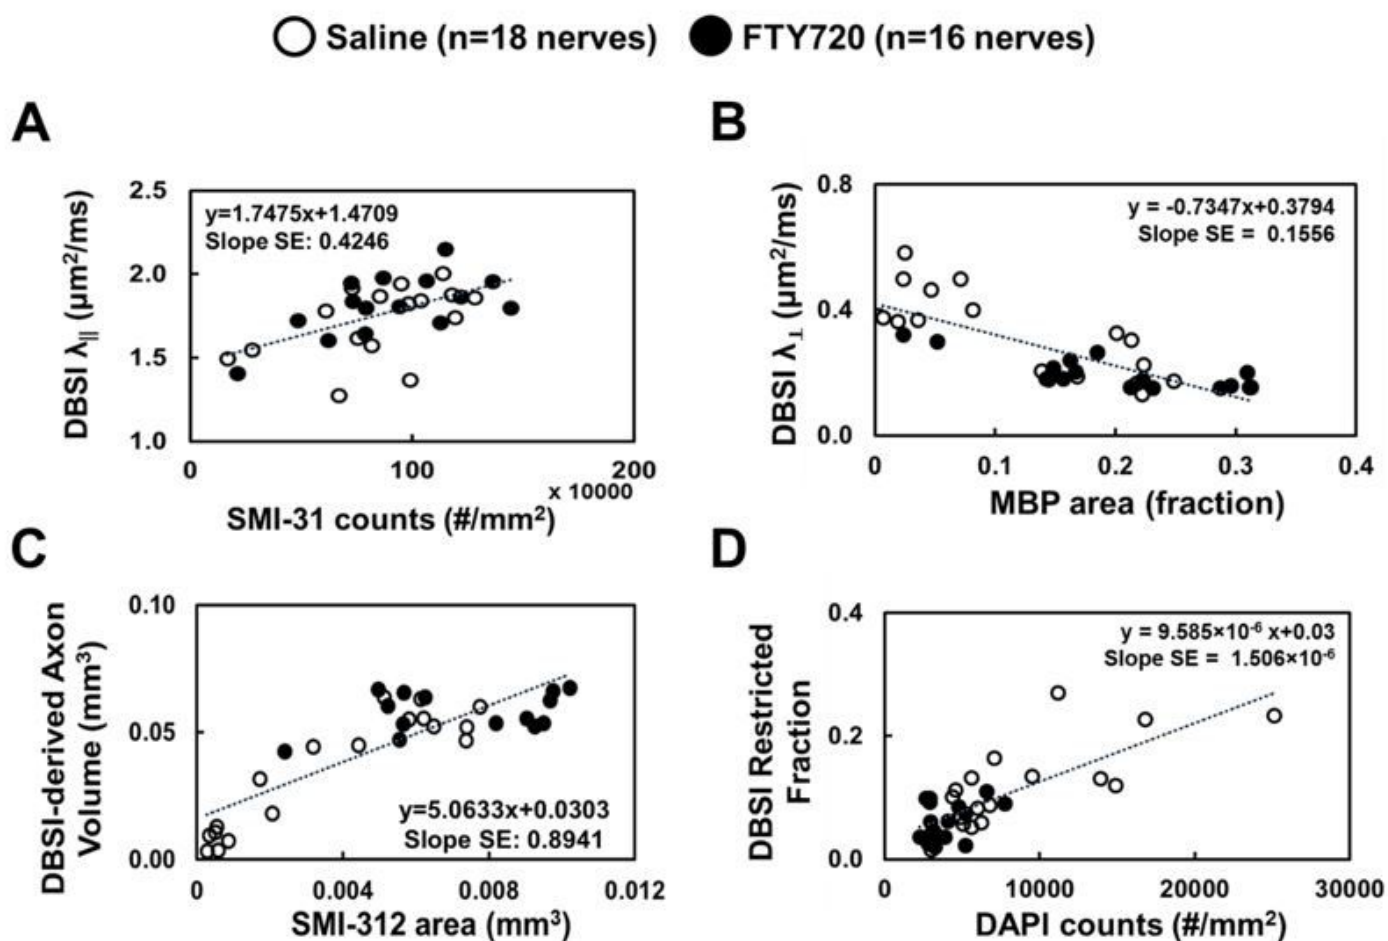 Saline (n=18 nerves) FTY720 (n=16 nerves)
A
DBSI λ∥ (μm²/ms)
2.5
2.0
1.5
1.0
y=1.7475x+1.4709
Slope SE: 0.4246
0 100 200
x 10000
SMI-31 counts (#/mm²)
B
DBSI λ⊥ (μm²/ms)
0.8
0.4
0.0
y = -0.7347x+0.3794
Slope SE = 0.1556
0 0.1 0.2 0.3 0.4
MBP area (fraction)
C
DBSI-derived Axon
Volume (mm³)
0.10
0.05
0.00
y=5.0633x+0.0303
Slope SE: 0.8941
0 0.004 0.008 0.012
SMI-312 area (mm³)
D
DBSI Restricted
Fraction
0.4
0.2
0.0
y = 9.585×10⁻⁶ x+0.03
Slope SE = 1.506×10⁻⁶
0 10000 20000 30000
DAPI counts (#/mm²)